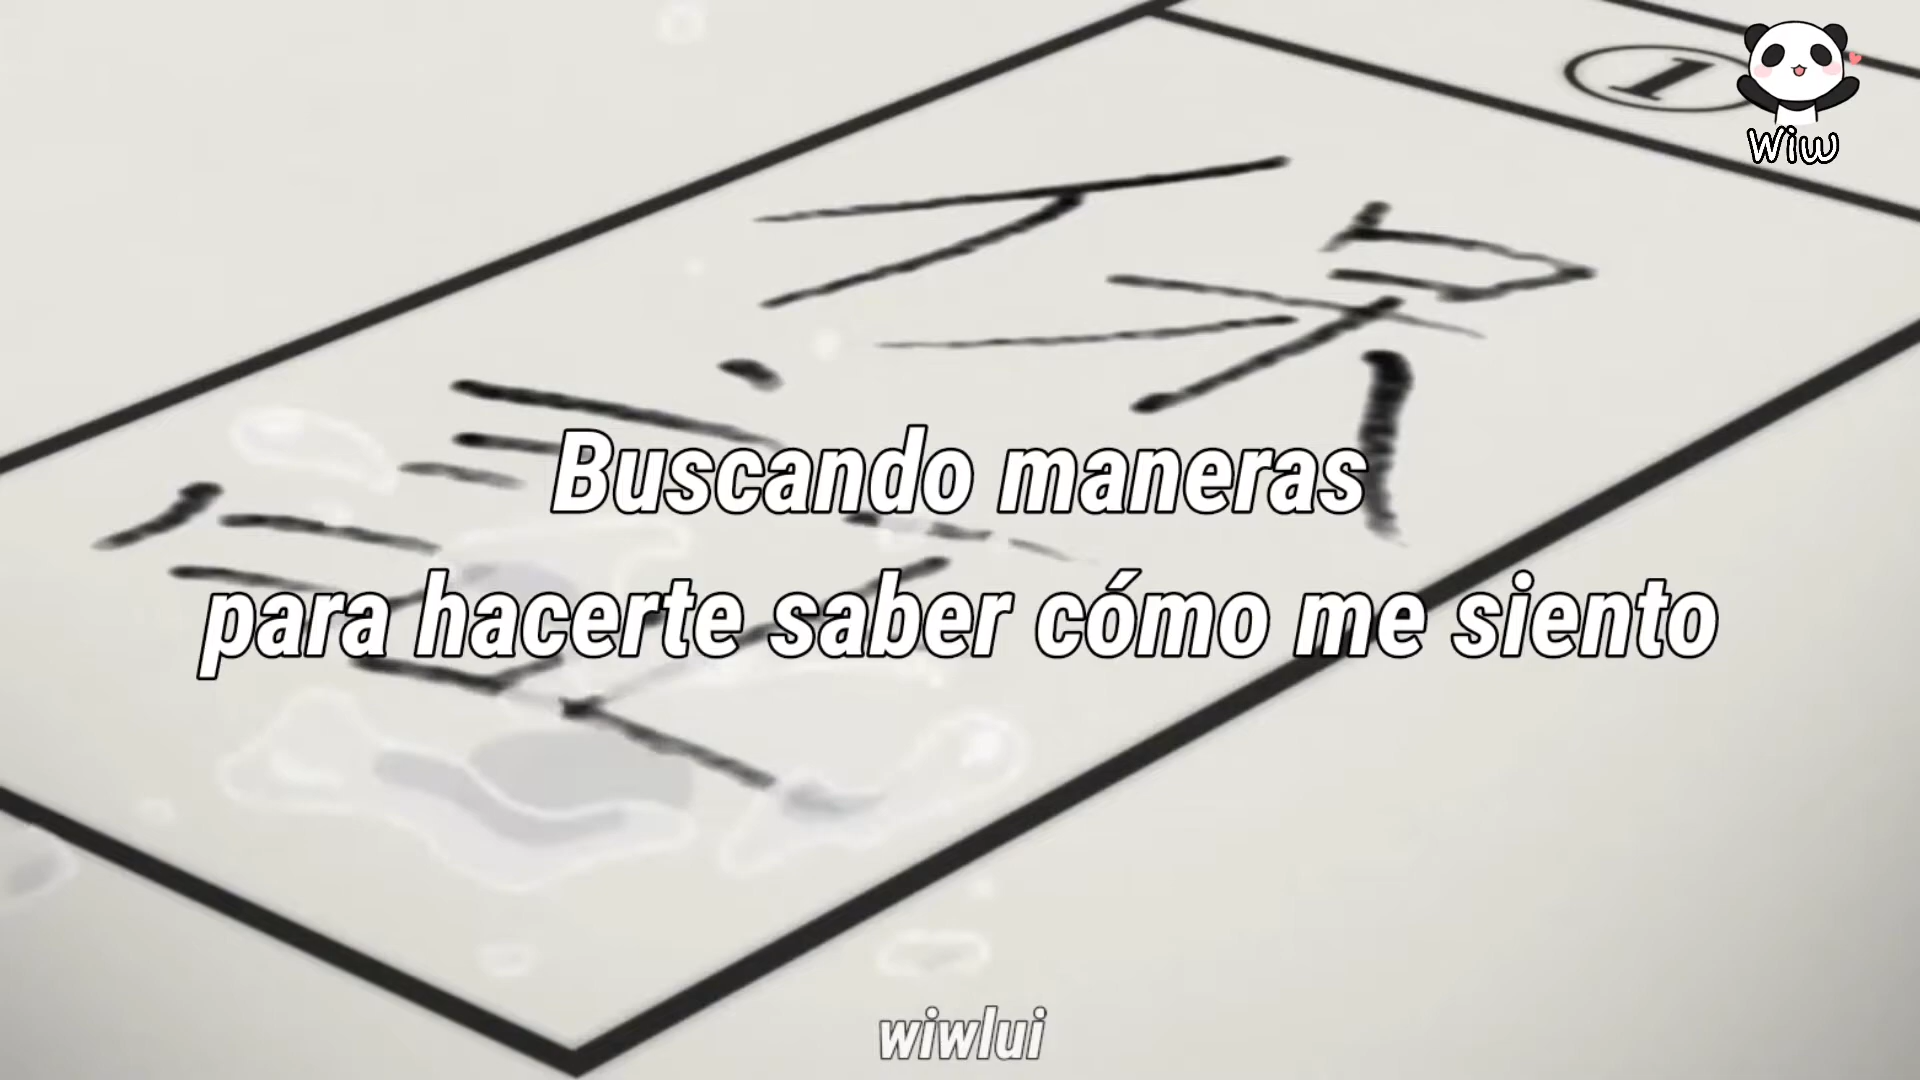 ①
Wiw
Buscando maneras
para hacerte saber cómo me siento
wiwlui